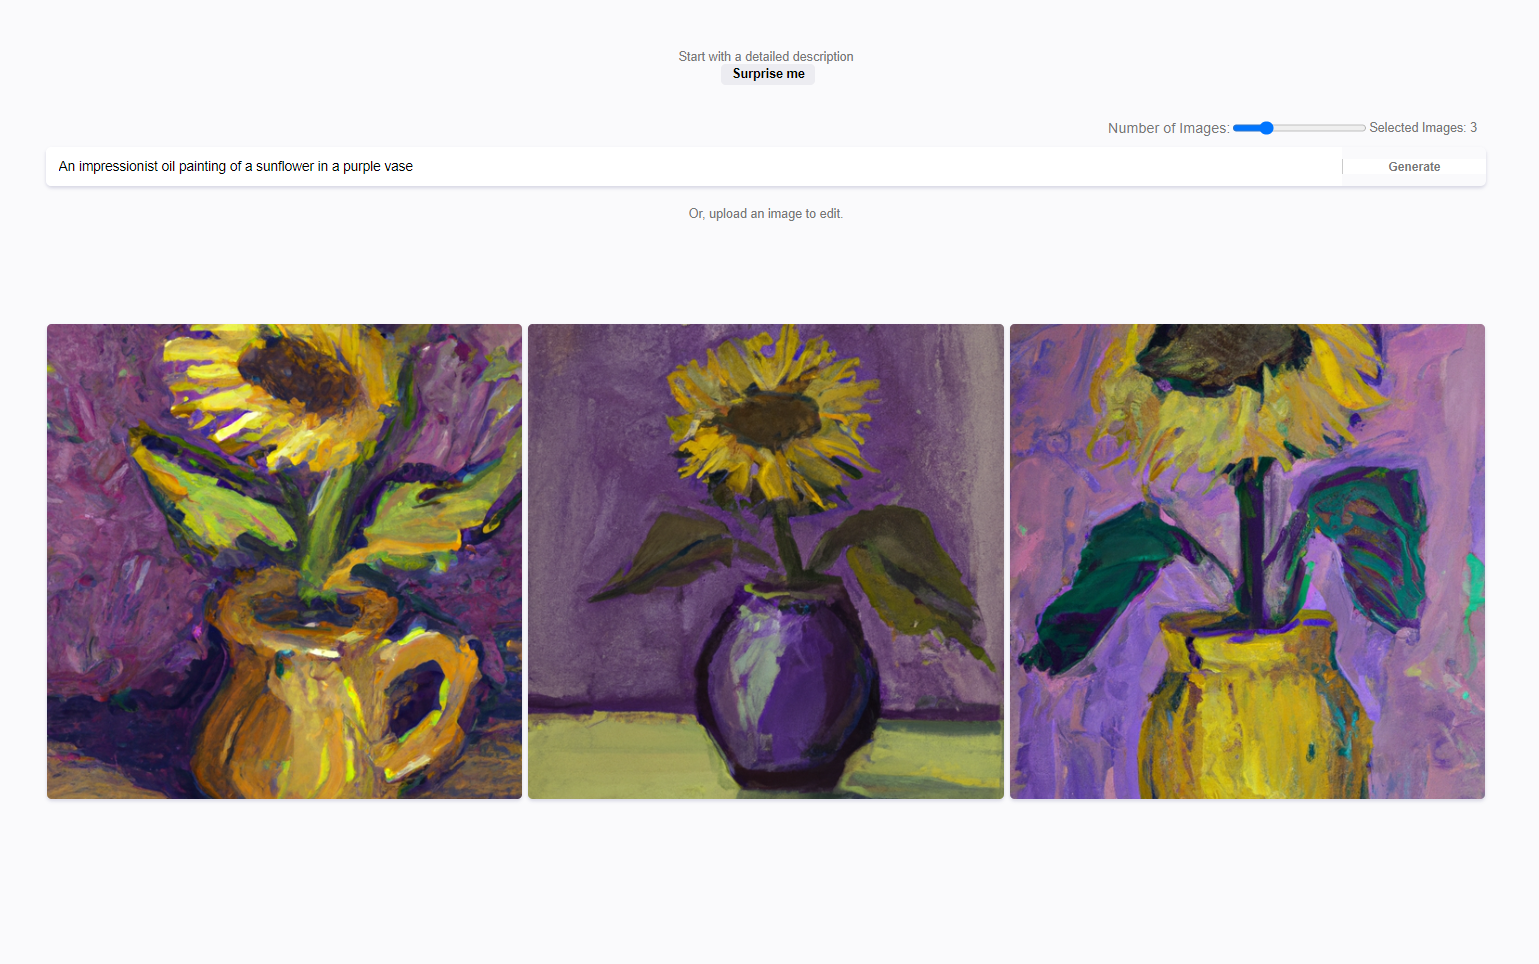 Start with a detailed description
Surprise me
Number of Images: Selected Images: 3
An impressionist oil painting of a sunflower in a purple vase
Generate
Or, upload an image to edit.